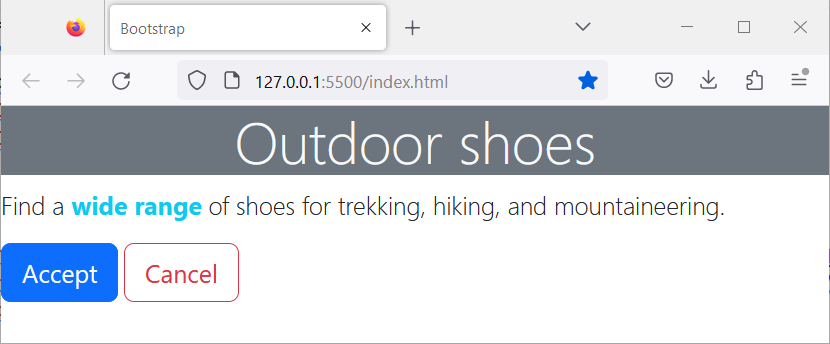 Bootstrap
127.0.0.1:5500/index.html
Outdoor shoes
Find a wide range of shoes for trekking, hiking, and mountaineering.
Accept Cancel